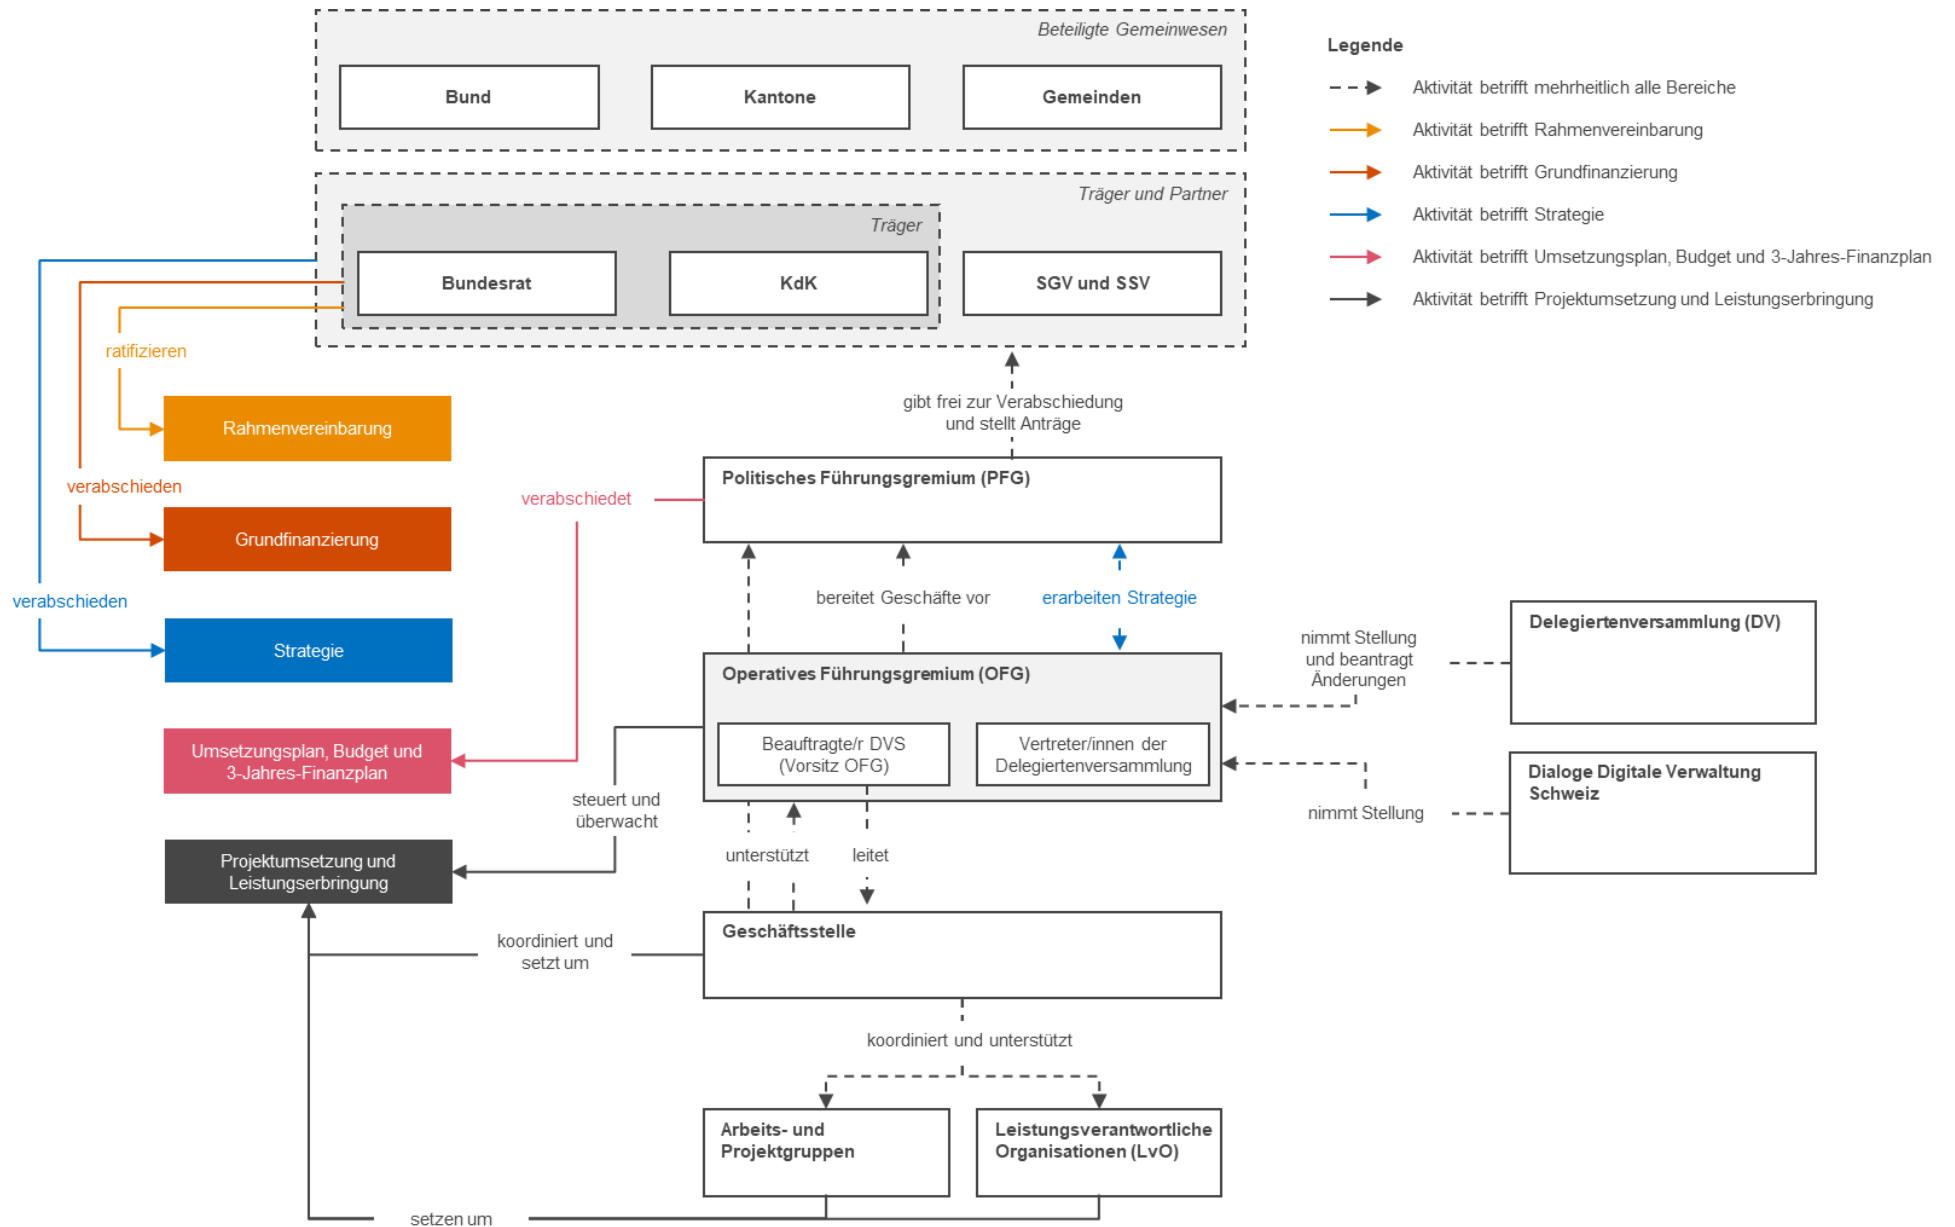 Beteiligte Gemeinwesen
Bund
Kantone
Gemeinden
Träger und Partner
Träger
Bundesrat
KdK
SGV und SSV
Legende
Aktivität betrifft mehrheitlich alle Bereiche
Aktivität betrifft Rahmenvereinbarung
Aktivität betrifft Grundfinanzierung
Aktivität betrifft Strategie
Aktivität betrifft Umsetzungsplan, Budget und 3-Jahres-Finanzplan
Aktivität betrifft Projektumsetzung und Leistungserbringung
ratifizieren
verabschieden
verabschieden
Rahmenvereinbarung
Grundfinanzierung
Strategie
Umsetzungsplan, Budget und
3-Jahres-Finanzplan
Projektumsetzung und
Leistungserbringung
gibt frei zur Verabschiedung
und stellt Anträge
Politisches Führungsgremium (PFG)
verabschiedet
bereitet Geschäfte vor
erarbeiten Strategie
Operatives Führungsgremium (OFG)
Beauftragte/r DVS
(Vorsitz OFG)
Vertreter/innen der
Delegiertenversammlung
nimmt Stellung
und beantragt
Änderungen
Delegiertenversammlung (DV)
nimmt Stellung
Dialoge Digitale Verwaltung
Schweiz
steuert und
überwacht
unterstützt
leitet
Geschäftsstelle
koordiniert und
setzt um
koordiniert und unterstützt
Arbeits- und
Projektgruppen
Leistungsverantwortliche
Organisationen (LvO)
setzen um